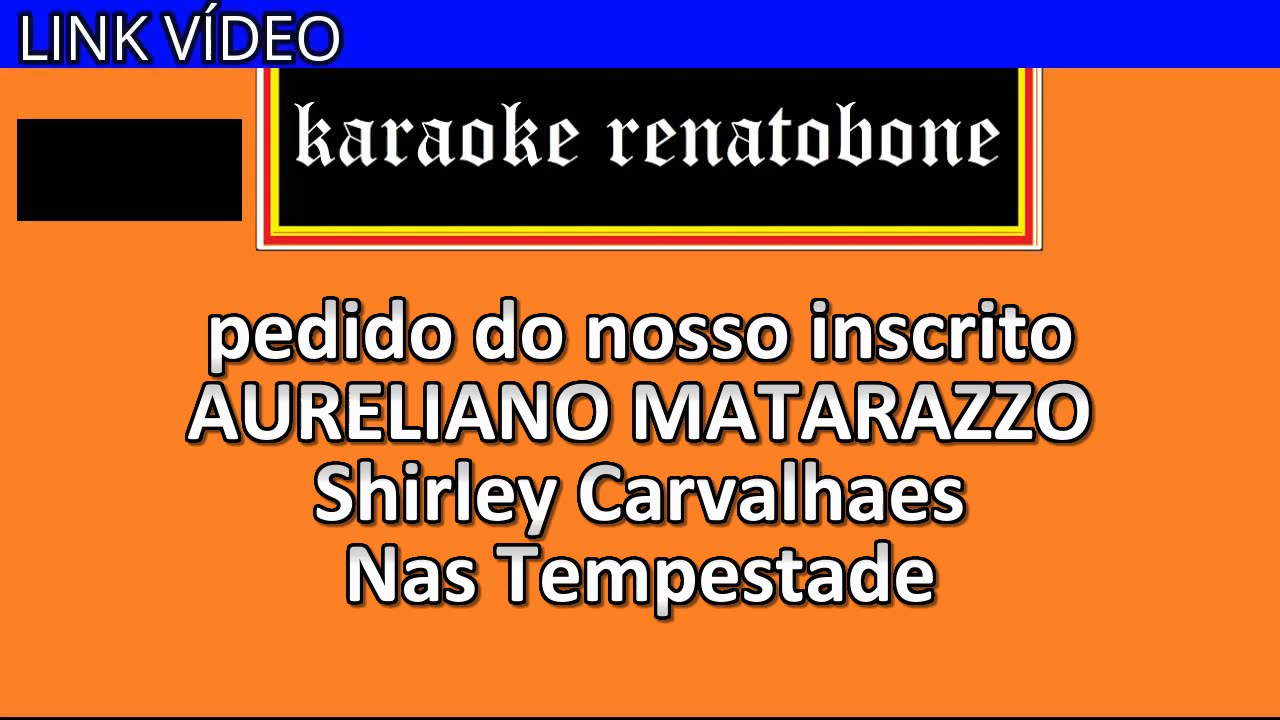 LINK VÍDEO
karaoke renatobone
pedido do nosso inscrito
AURELIANO MATARAZZO
Shirley Carvalhaes
Nas Tempestade